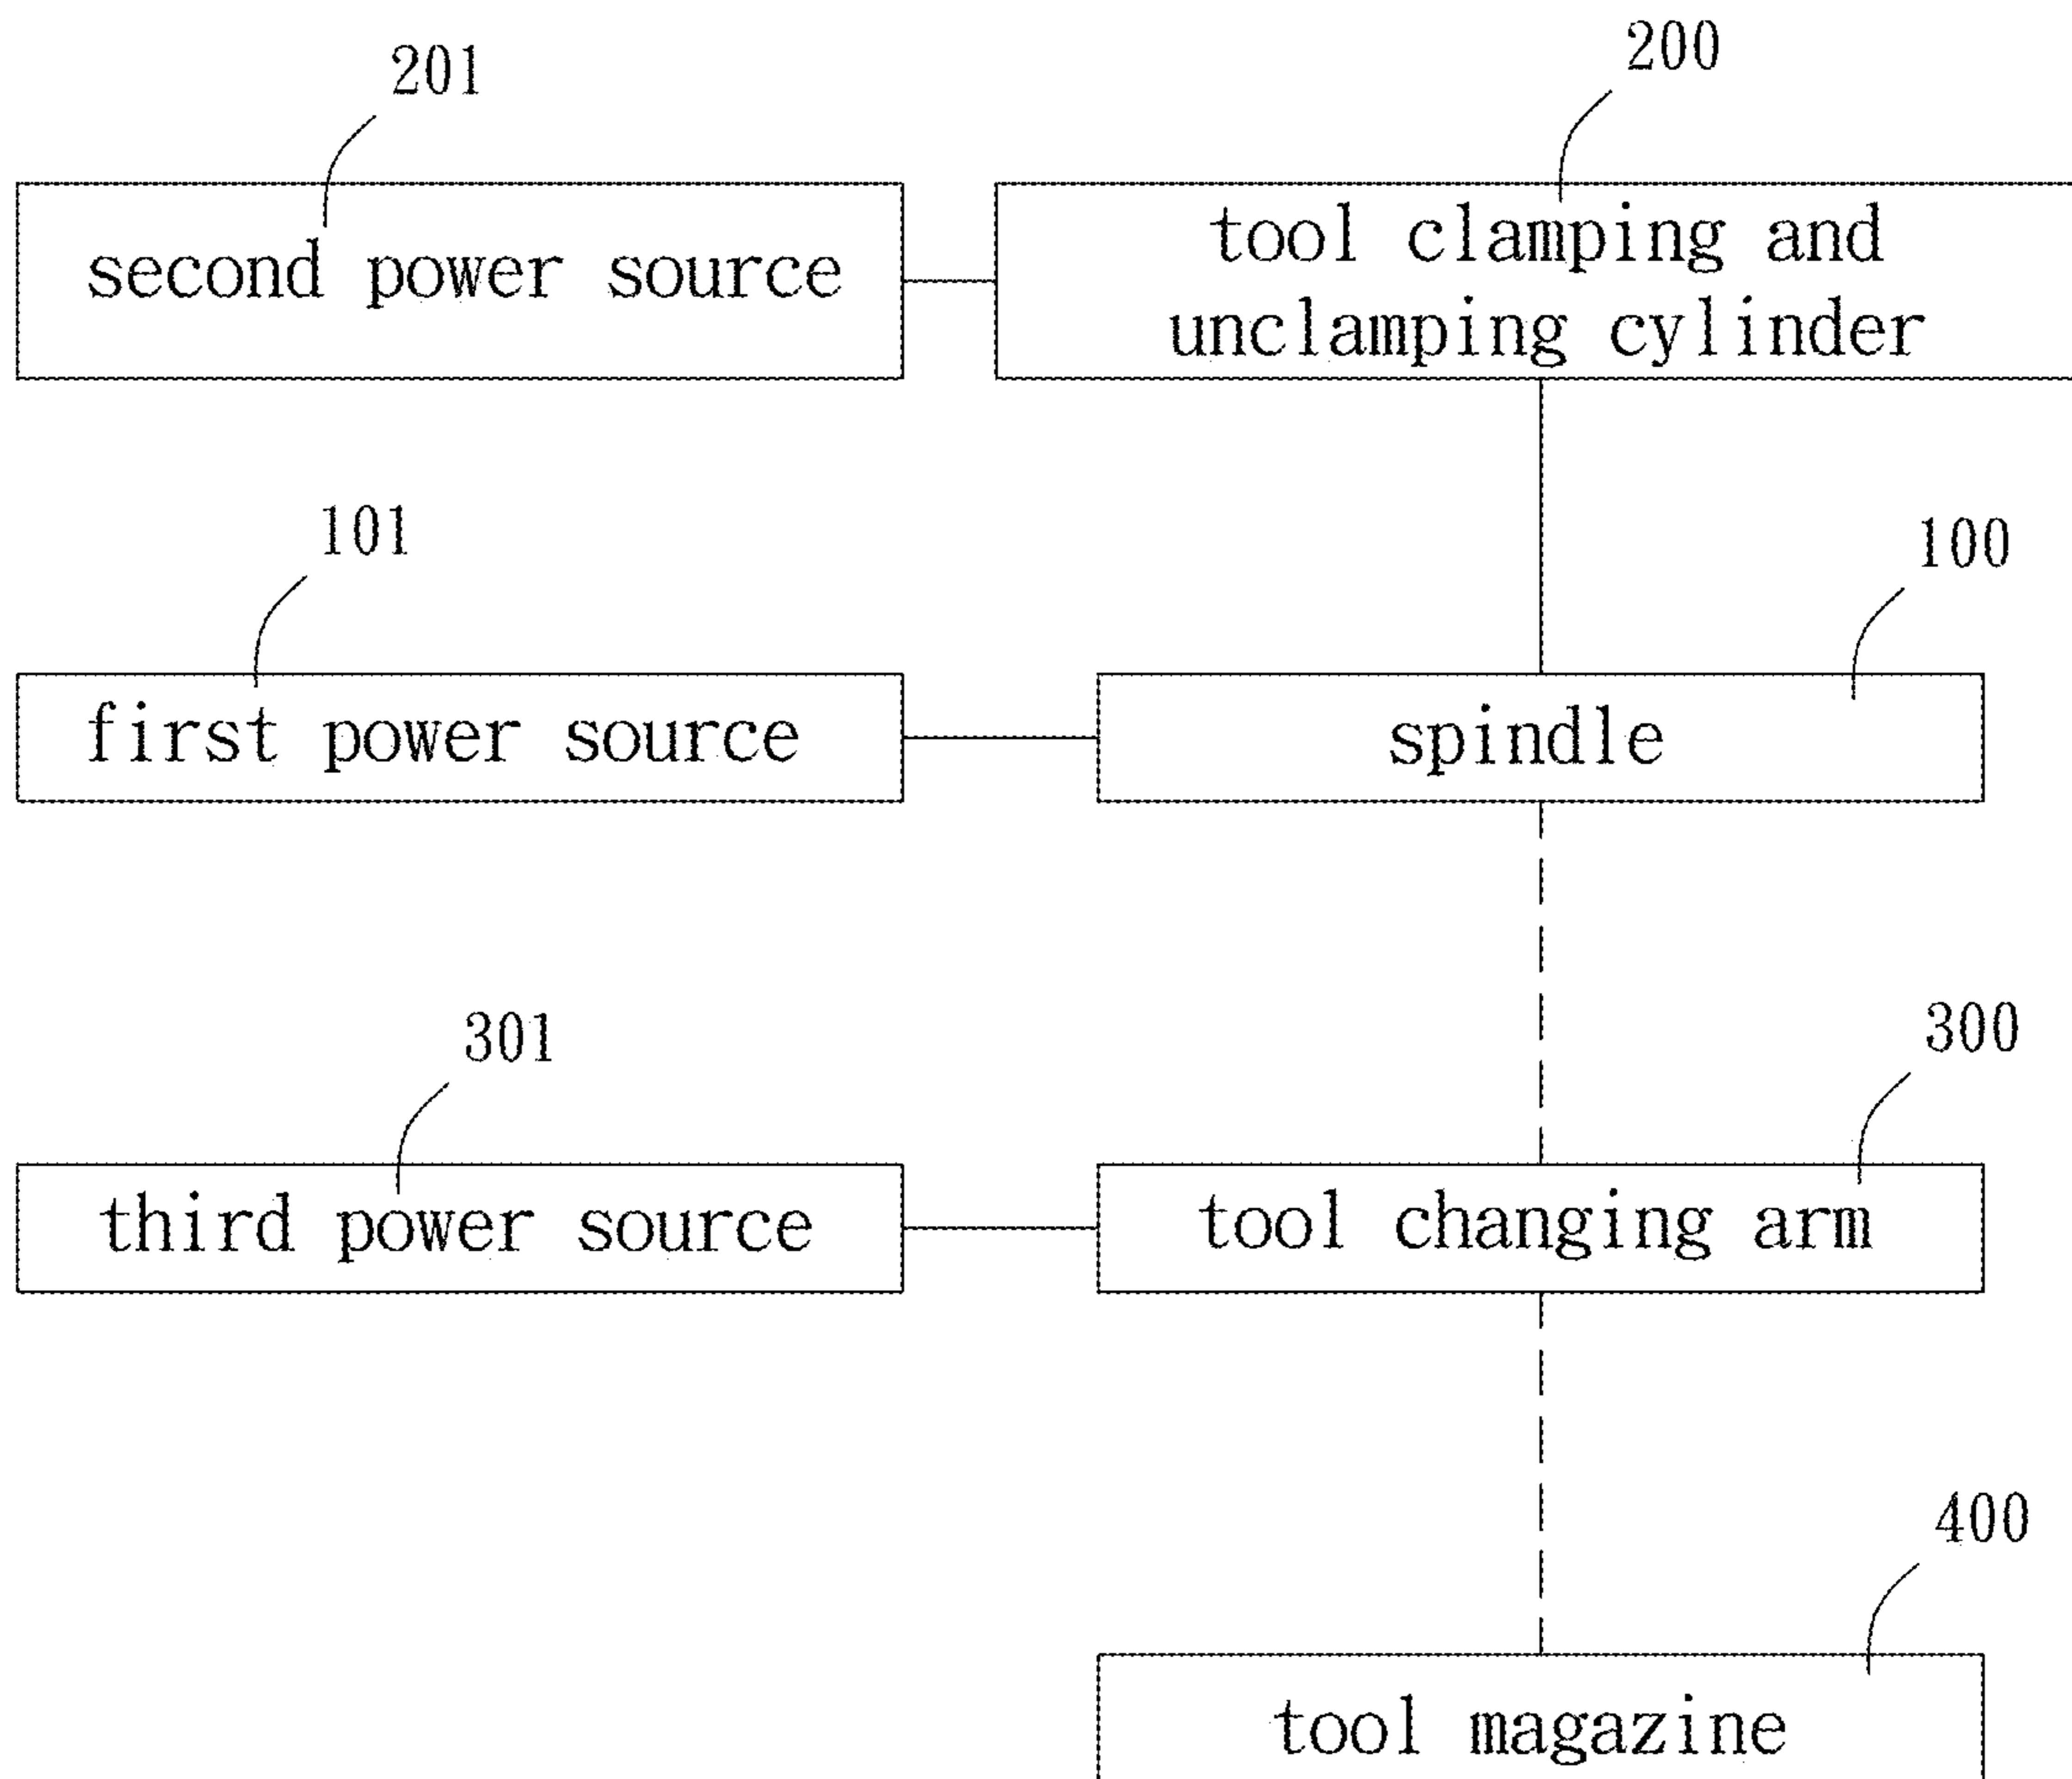 201
200
second power source
tool clamping and
unclamping cylinder
101
100
first power source
spindle
301
300
third power source
tool changing arm
400
tool magazine